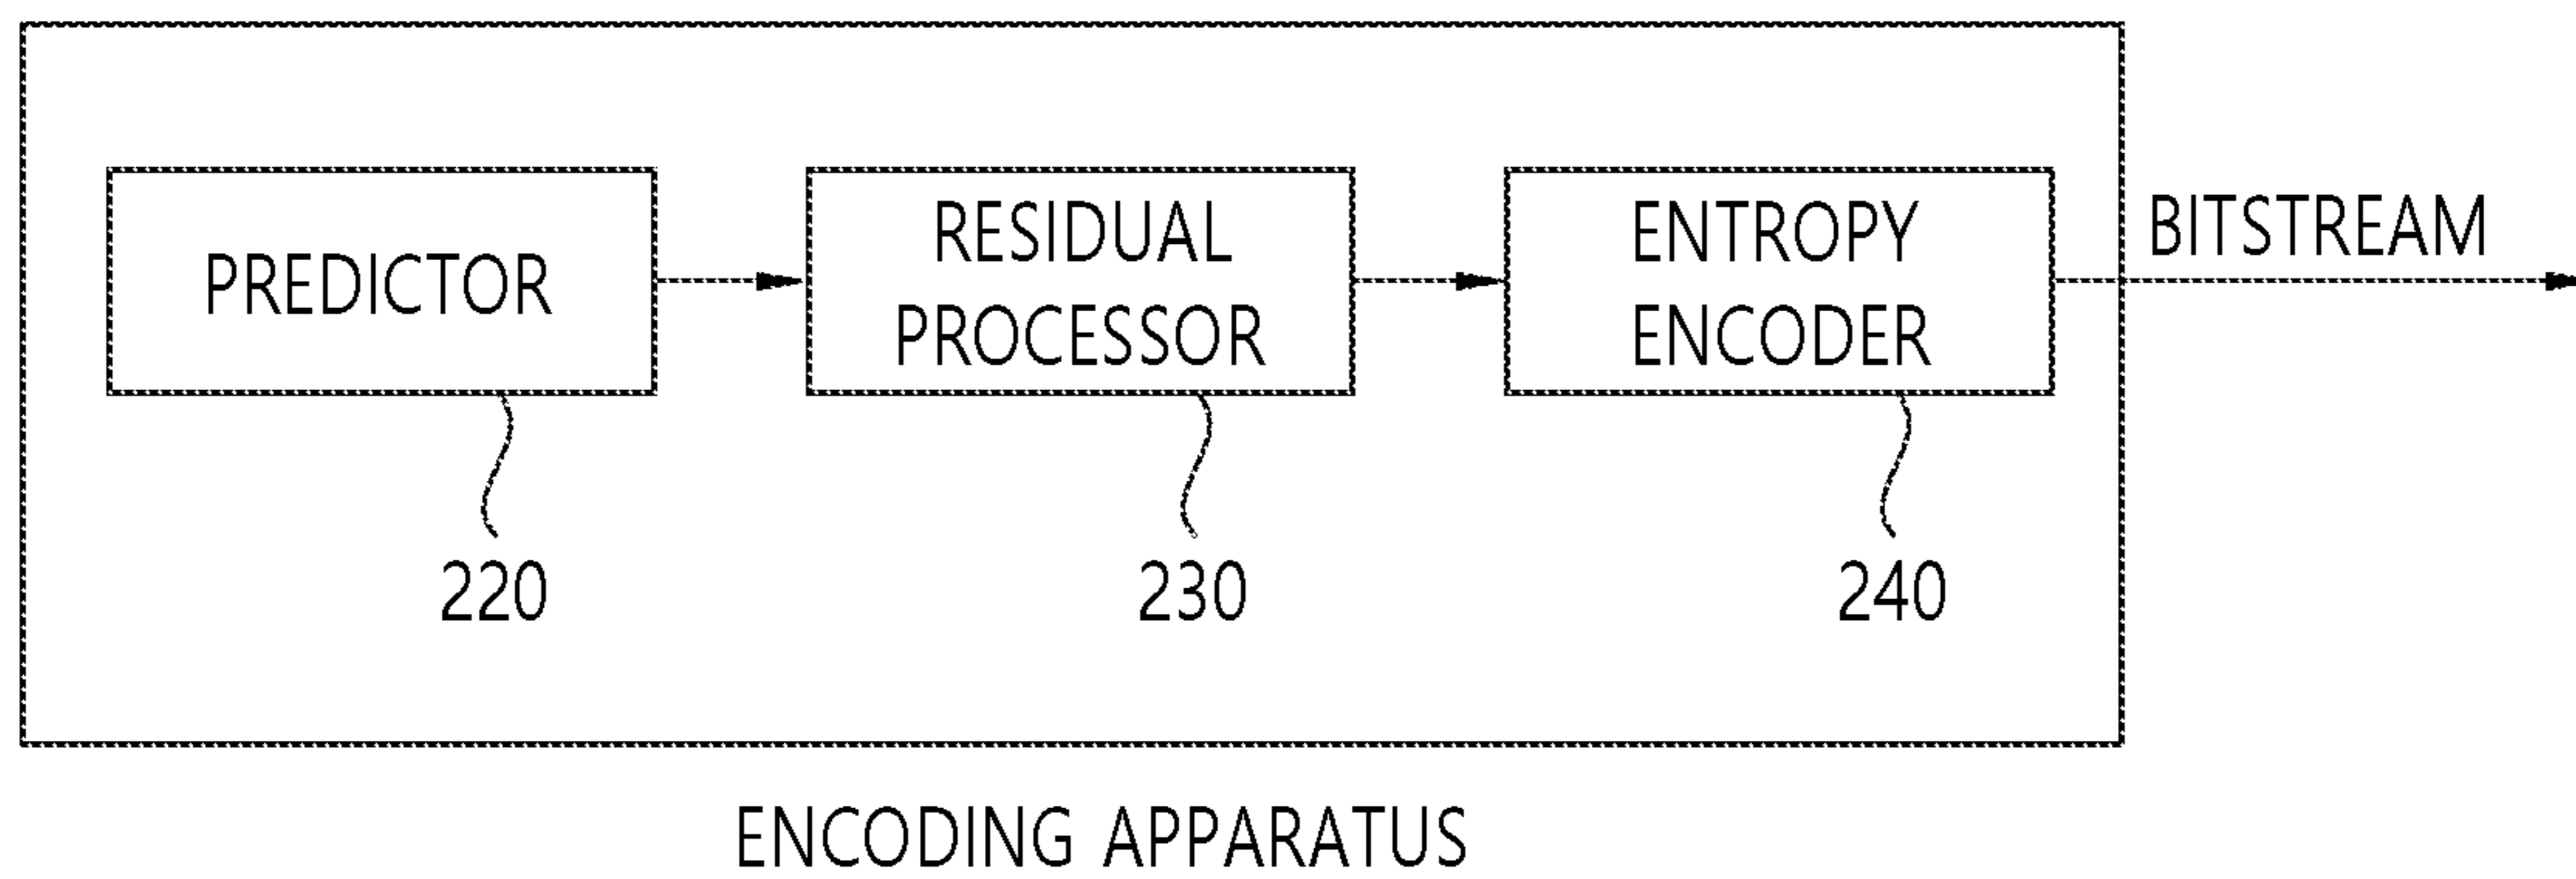 PREDICTOR
RESIDUAL
PROCESSOR
ENTROPY
ENCODER
BITSTREAM
220
230
240
ENCODING APPARATUS